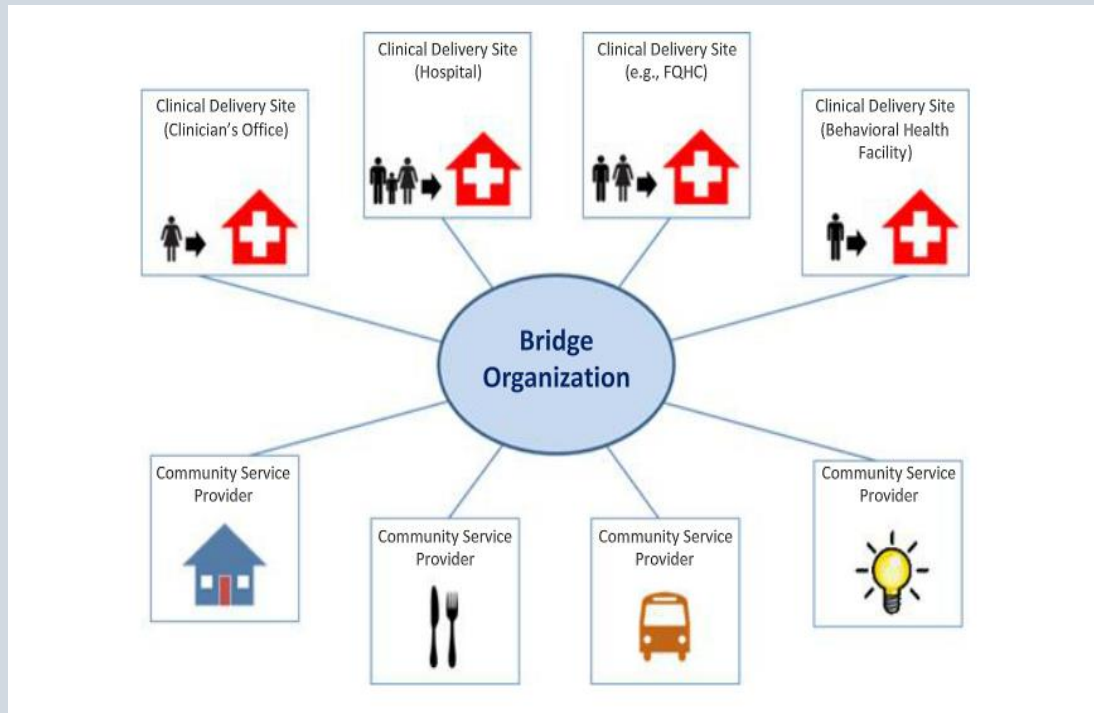 Clinical Delivery Site
(Clinician's Office)
Clinical Delivery Site
(Hospital)
Clinical Delivery Site
(e.g., FQHC)
Clinical Delivery Site
(Behavioral Health
Facility)
Bridge
Organization
Community Service
Provider
Community Service
Provider
Community Service
Provider
Community Service
Provider